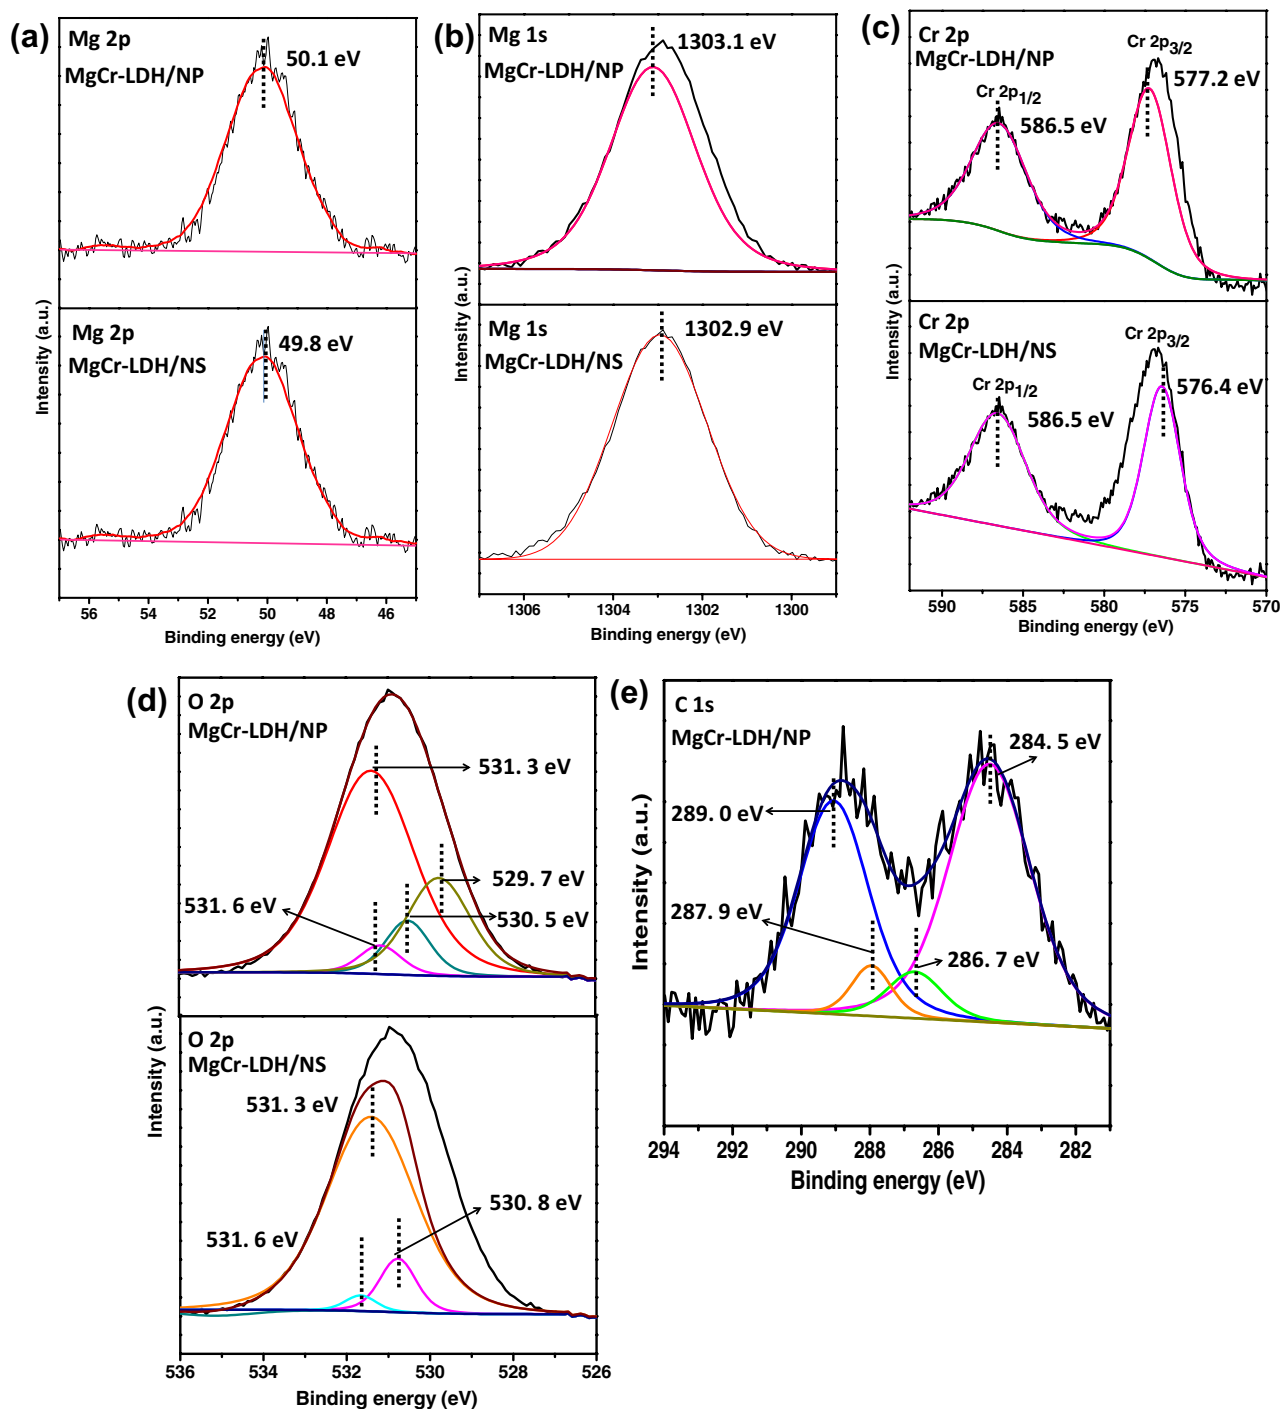 (a)
Mg 2p
MgCr-LDH/NP
50.1 eV
Mg 2p
MgCr-LDH/NS
49.8 eV
Intensity (a.u.)
56 54 52 50 48 46
Binding energy (eV)
(b)
Mg 1s
MgCr-LDH/NP
1303.1 eV
Mg 1s
MgCr-LDH/NS
1302.9 eV
Intensity (a.u.)
1306 1304 1302 1300
Binding energy (eV)
(c)
Cr 2p
MgCr-LDH/NP
Cr 2p3/2
577.2 eV
Cr 2p1/2
586.5 eV
Cr 2p
MgCr-LDH/NS
Cr 2p3/2
576.4 eV
Cr 2p1/2
586.5 eV
Intensity (a.u.)
590 585 580 575 570
Binding energy (eV)
(d)
O 2p
MgCr-LDH/NP
531. 3 eV
529. 7 eV
530. 5 eV
531. 6 eV
O 2p
MgCr-LDH/NS
531. 3 eV
530. 8 eV
531. 6 eV
Intensity (a.u.)
536 534 532 530 528 526
Binding energy (eV)
(e)
C 1s
MgCr-LDH/NP
284. 5 eV
289. 0 eV
287. 9 eV
286. 7 eV
Intensity (a.u.)
294 292 290 288 286 284 282
Binding energy (eV)